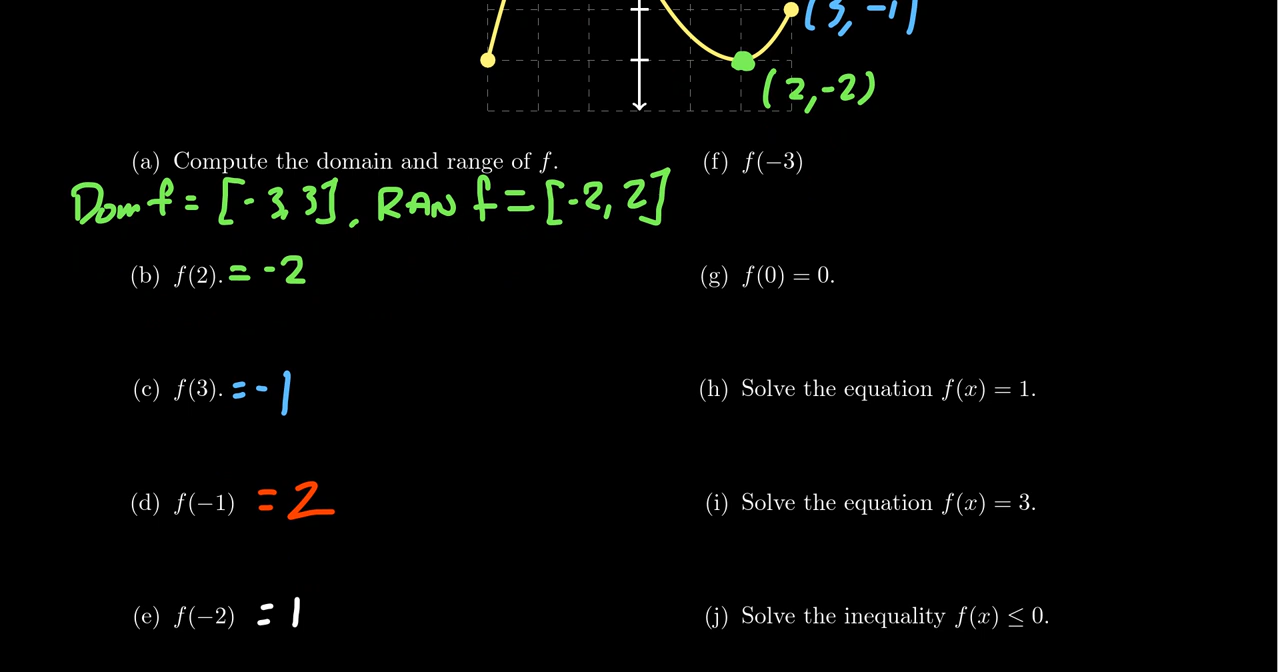 (3, -1)
(2,-2)
(a) Compute the domain and range of f.
Dom f = [-3,3]. RAN f = [-2,2]
(b) f(2). = -2
(c) f(3). = -1
(d) f(−1) = 2
(e) f(−2) = 1
(f) f(−3)
(g) f(0) = 0.
(h) Solve the equation f(x) = 1.
(i) Solve the equation f(x) = 3.
(j) Solve the inequality f(x) ≤ 0.